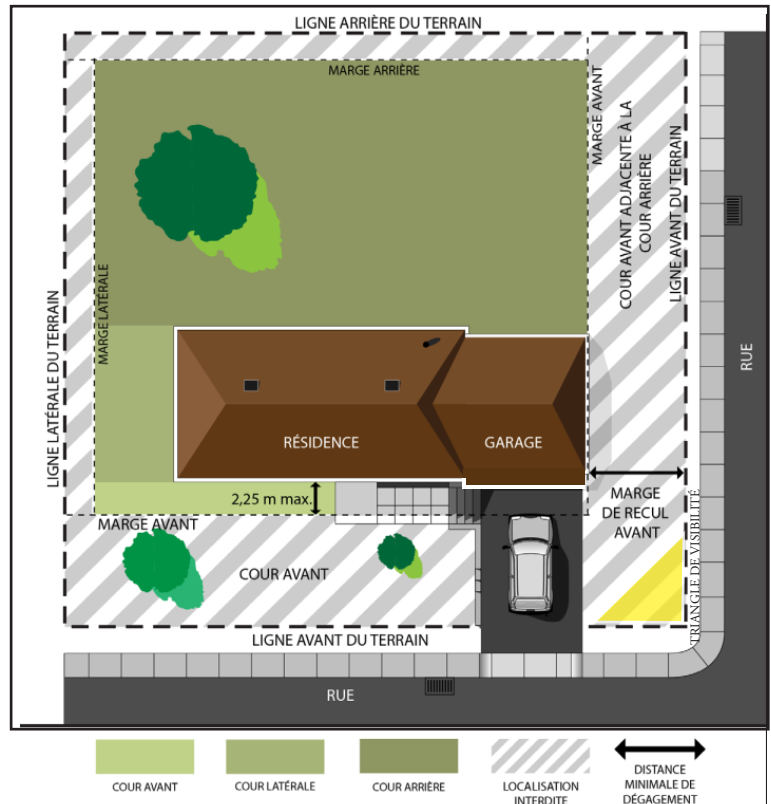 LIGNE ARRIÈRE DU TERRAIN
MARGE ARRIÈRE
MARGE AVANT
COUR AVANT ADJACENTE À LA
COUR ARRIÈRE
LIGNE AVANT DU TERRAIN
RUE
LIGNE LATÉRALE DU TERRAIN
MARGE LATÉRALE
RÉSIDENCE
GARAGE
2,25 m max.
MARGE
DE RECUL
AVANT
TRIANGLE DE VISIBILITÉ
MARGE AVANT
COUR AVANT
LIGNE AVANT DU TERRAIN
RUE
COUR AVANT
COUR LATÉRALE
COUR ARRIÈRE
LOCALISATION
INTERDITE
DISTANCE
MINIMALE DE
DÉGAGEMENT